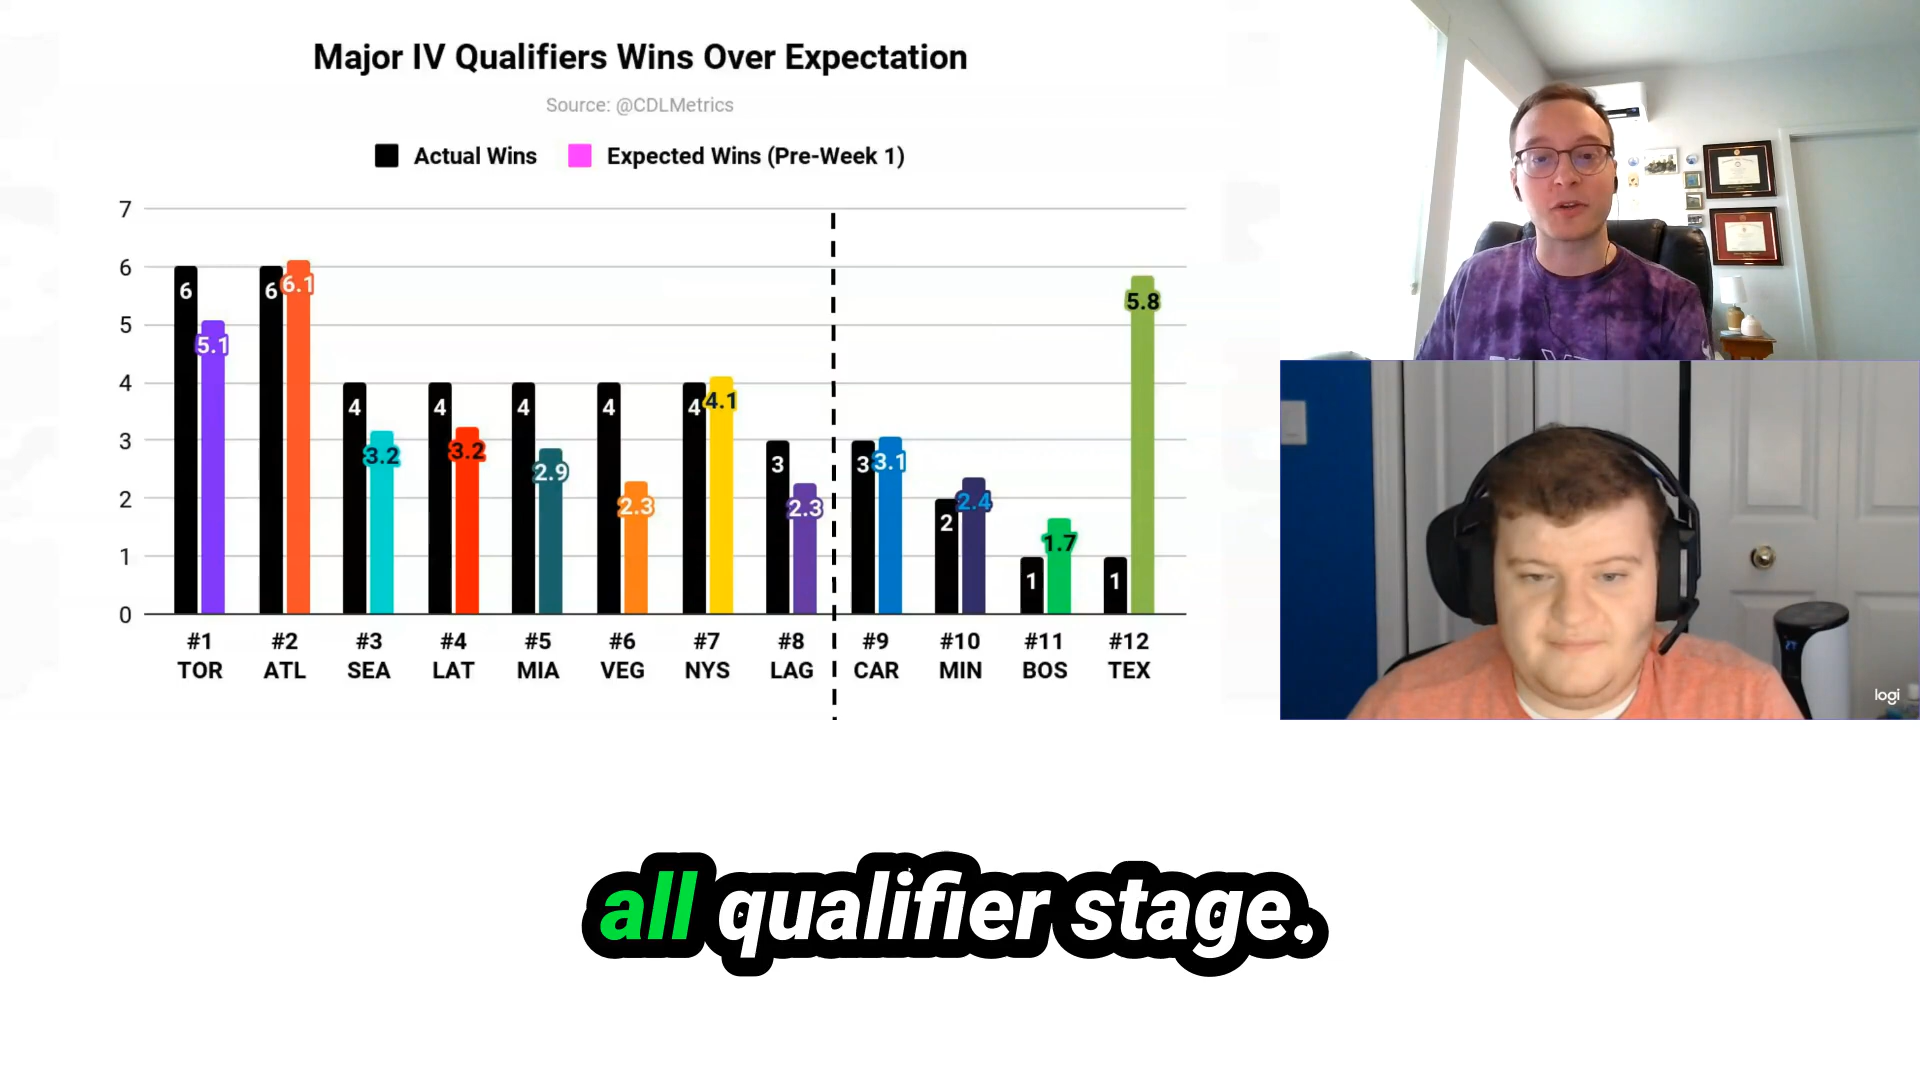 Major IV Qualifiers Wins Over Expectation
Source: @CDLMetrics
Actual Wins Expected Wins (Pre-Week 1)
7
6
5
4
3
2
1
0
6 5.1 6 6.1 4 3.2 4 3.2 4 2.9 4 2.3 4 4.1 3 2.3 3 3.1 2 2.4 1 1.7 1 5.8
#1 #2 #3 #4 #5 #6 #7 #8 #9 #10 #11 #12
TOR ATL SEA LAT MIA VEG NYS LAG CAR MIN BOS TEX
logi
all qualifier stage,